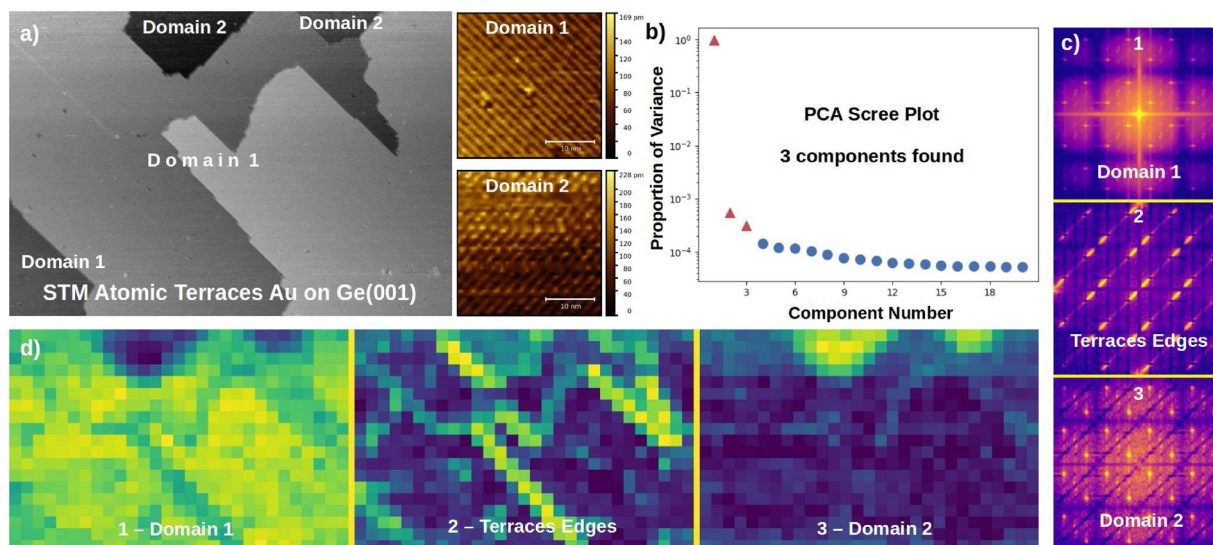 a)
Domain 2
Domain 2
D o m a i n  1
Domain 1
STM Atomic Terraces Au on Ge(001)
Domain 1
10 nm
169 pm
140
120
100
80
60
40
20
0
Domain 2
10 nm
228 pm
200
180
160
140
120
100
80
60
40
20
0
b)
PCA Scree Plot
3 components found
Proportion of Variance
10⁰
10⁻¹
10⁻²
10⁻³
10⁻⁴
3
6
9
12
15
18
Component Number
c)
1
Domain 1
2
Terraces Edges
3
Domain 2
d)
1 – Domain 1
2 – Terraces Edges
3 – Domain 2